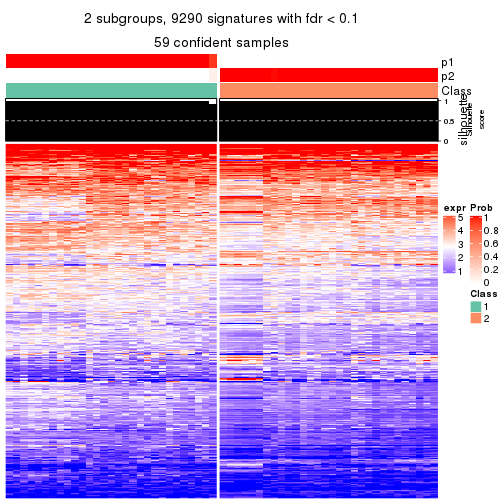 2 subgroups, 9290 signatures with fdr < 0.1
59 confident samples
p1
p2
Class
1
0.5
0
silhouette
silhouette
score
expr
5
4
3
2
1
Prob
1
0.8
0.6
0.4
0.2
0
Class
1
2